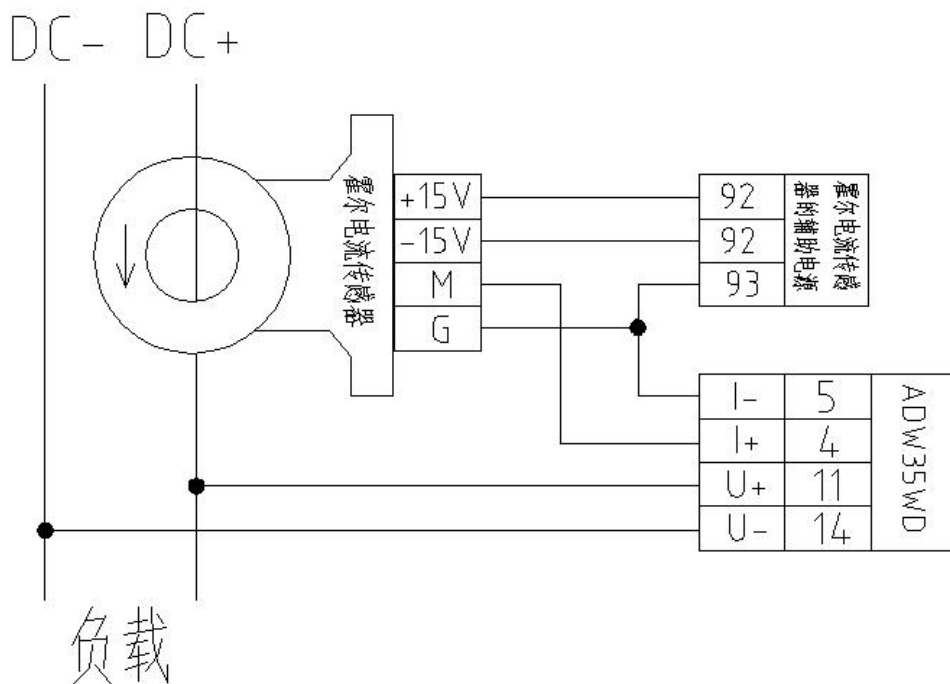 DC- DC+
霍尔电流传感器
+15V
-15V
M
G
92
92
93
霍尔电流传感
器的辅助电源
I- 5
I+ 4
U+ 11
U- 14
ADW35WD
负载